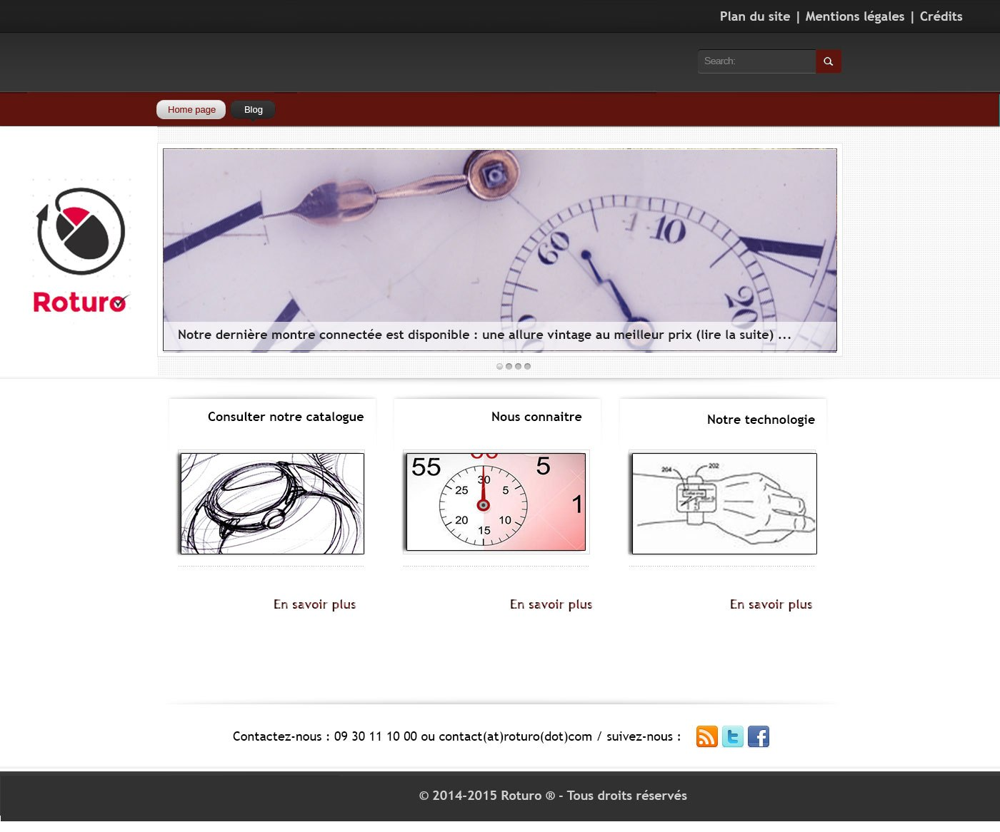 Plan du site | Mentions légales | Crédits
Search:
Home page
Blog
Roturo
60
10
20
Notre dernière montre connectée est disponible : une allure vintage au meilleur prix (lire la suite) ...
Consulter notre catalogue
Nous connaitre
Notre technologie
55
5
1
30
25
5
20
10
15
204
202
En savoir plus
En savoir plus
En savoir plus
Contactez-nous : 09 30 11 10 00 ou contact(at)roturo(dot)com / suivez-nous :
© 2014-2015 Roturo ® - Tous droits réservés